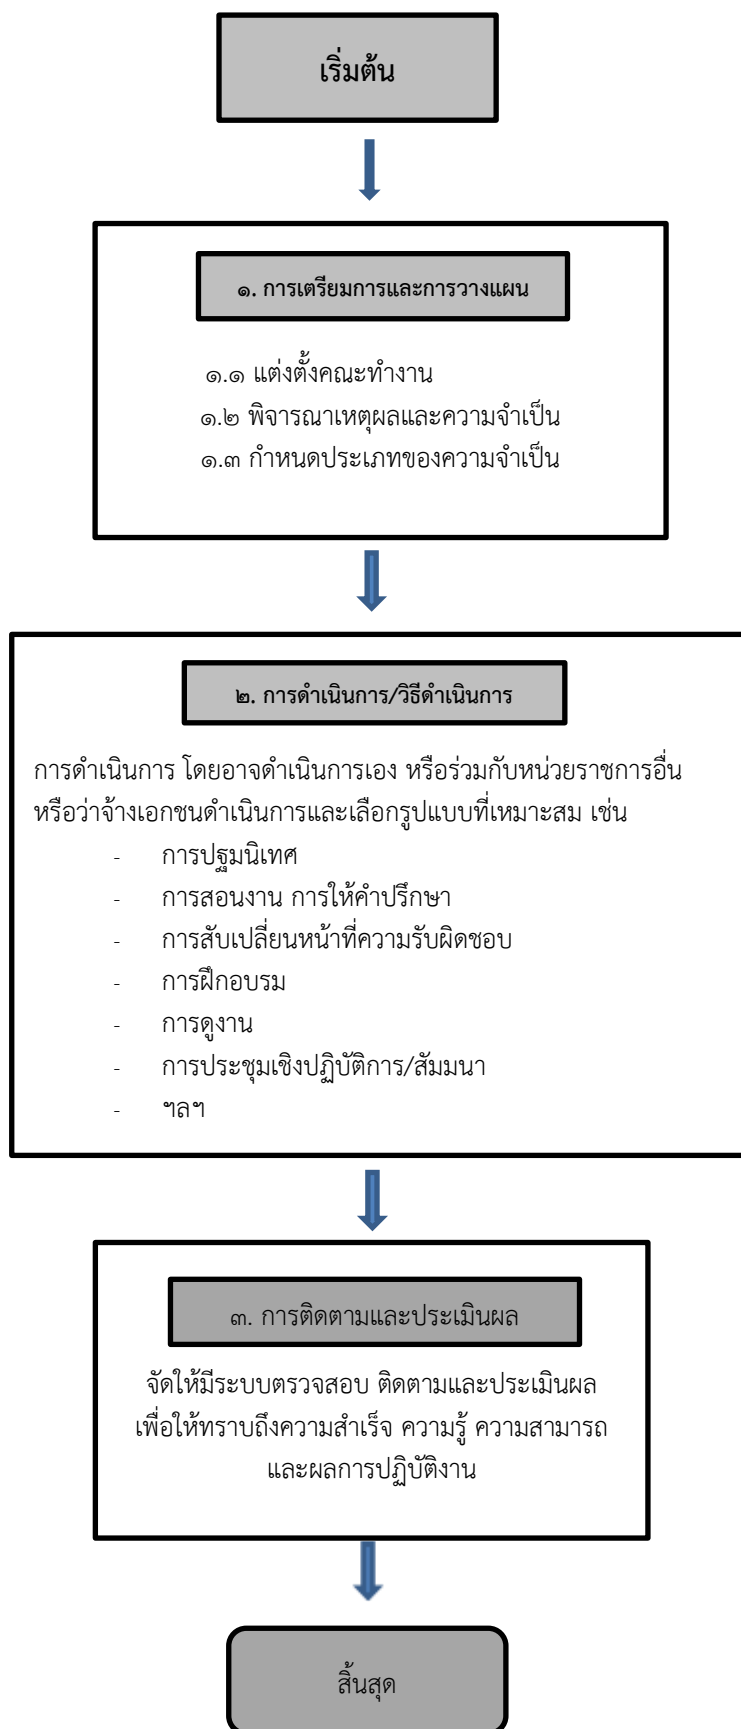 เริ่มต้น
๑. การเตรียมการและการวางแผน
๑.๑ แต่งตั้งคณะทำงาน
๑.๒ พิจารณาเหตุผลและความจำเป็น
๑.๓ กำหนดประเภทของความจำเป็น
๒. การดำเนินการ/วิธีดำเนินการ
การดำเนินการ โดยอาจดำเนินการเอง หรือร่วมกับหน่วยราชการอื่น
หรือว่าจ้างเอกชนดำเนินการและเลือกรูปแบบที่เหมาะสม เช่น
- การปฐมนิเทศ
- การสอนงาน การให้คำปรึกษา
- การสับเปลี่ยนหน้าที่ความรับผิดชอบ
- การฝึกอบรม
- การดูงาน
- การประชุมเชิงปฏิบัติการ/สัมมนา
- ฯลฯ
๓. การติดตามและประเมินผล
จัดให้มีระบบตรวจสอบ ติดตามและประเมินผล
เพื่อให้ทราบถึงความสำเร็จ ความรู้ ความสามารถ
และผลการปฏิบัติงาน
สิ้นสุด